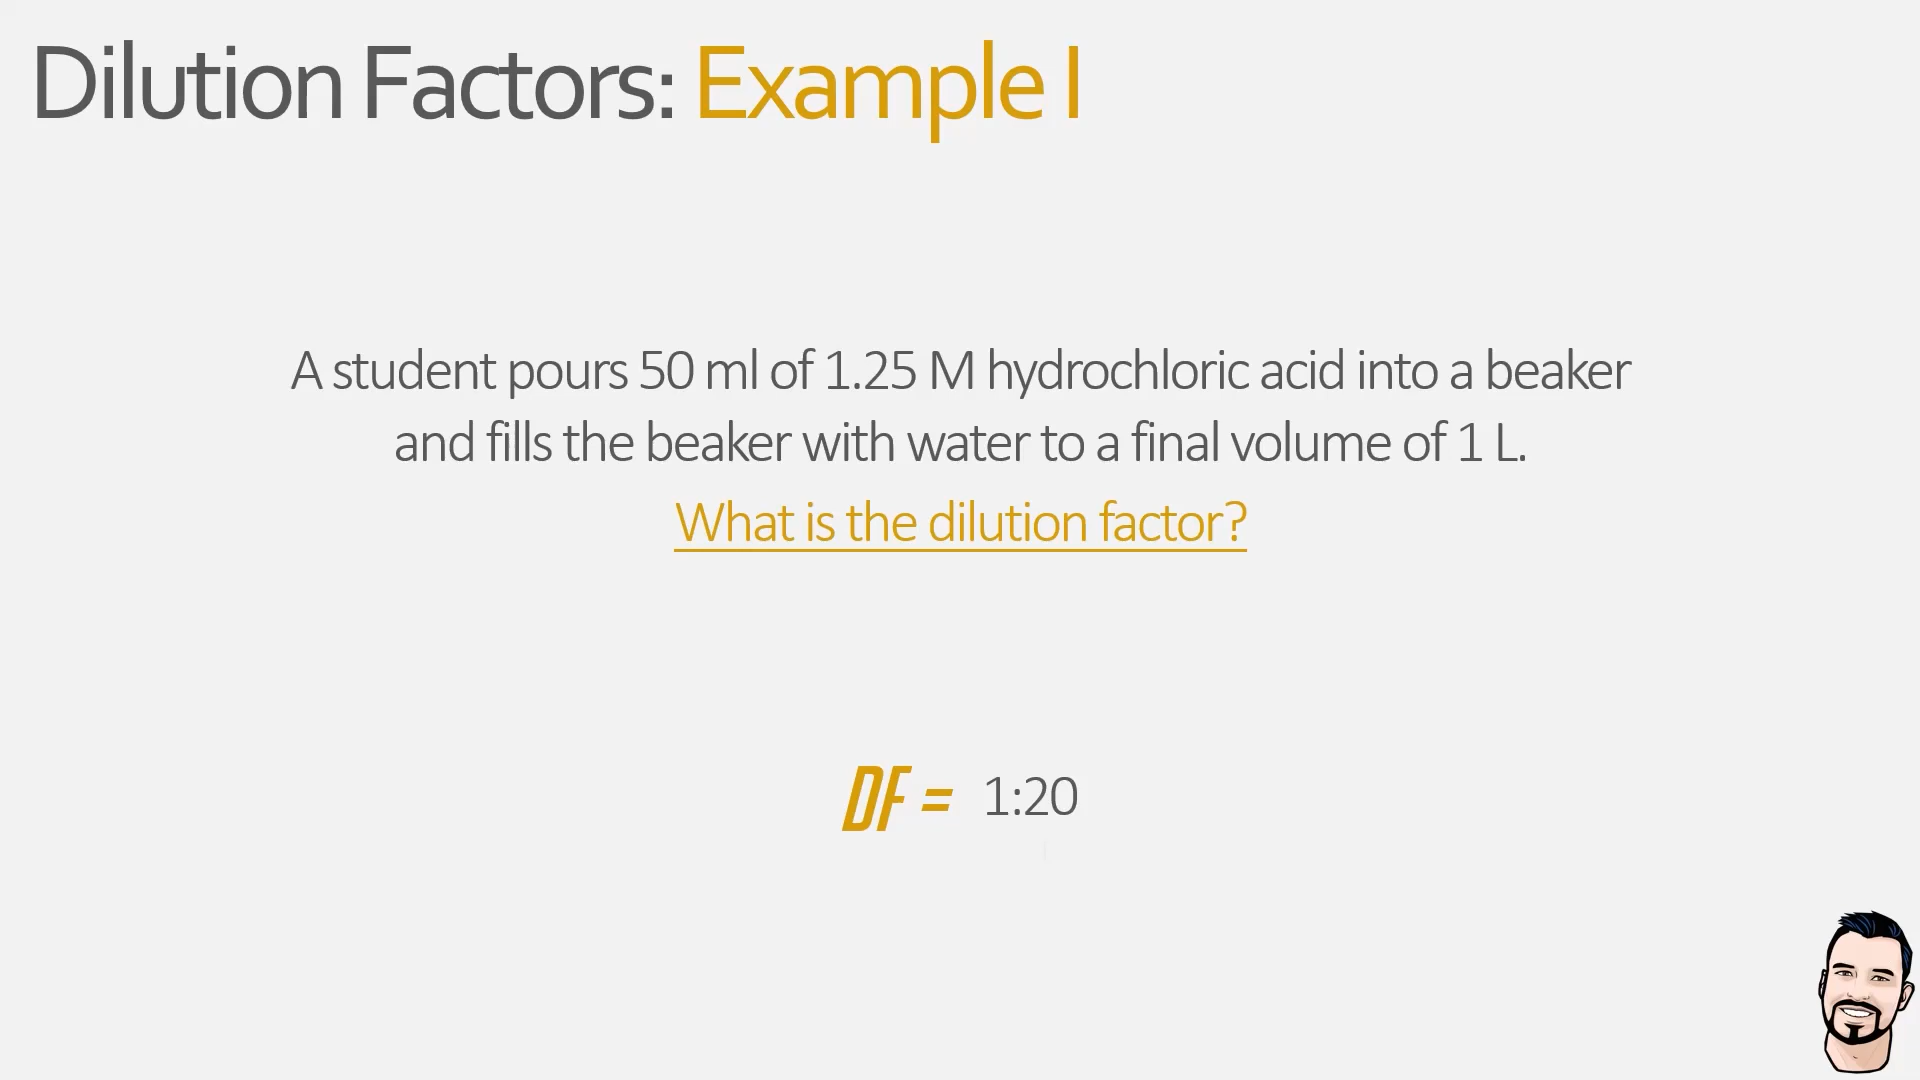 Dilution Factors: Example I
A student pours 50 ml of 1.25 M hydrochloric acid into a beaker
and fills the beaker with water to a final volume of 1 L.
What is the dilution factor?
DF = 1:20